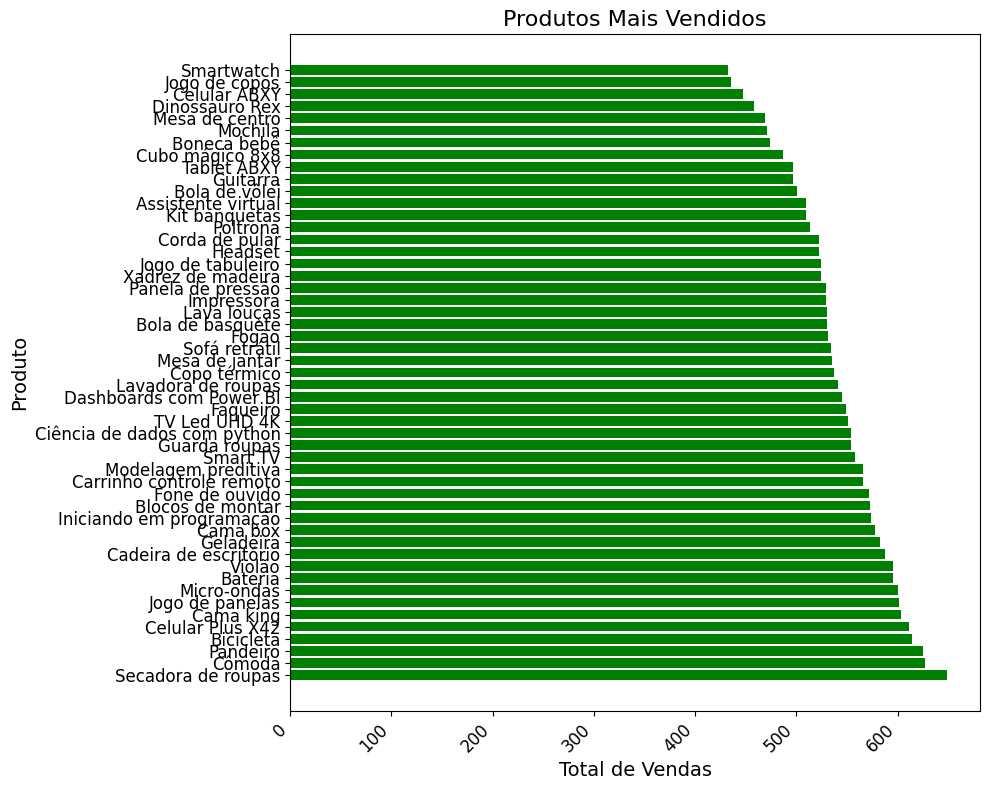 Produtos Mais Vendidos
Smartwatch
Jogo de copos
Celular ABXY
Dinossauro Rex
Mesa de centro
Mochila
Boneca bebê
Cubo mágico 8x8
Tablet ABXY
Guitarra
Bola de vôlei
Assistente virtual
Kit banquetas
Poltrona
Corda de pular
Headset
Jogo de tabuleiro
Xadrez de madeira
Panela de pressão
Impressora
Lava louças
Bola de basquete
Fogão
Sofá retrátil
Mesa de jantar
Copo térmico
Lavadora de roupas
Dashboards com Power BI
Faqueiro
TV Led UHD 4K
Ciência de dados com python
Guarda roupas
Smart TV
Modelagem preditiva
Carrinho controle remoto
Fone de ouvido
Blocos de montar
Iniciando em programação
Cama box
Geladeira
Cadeira de escritório
Violão
Bateria
Micro-ondas
Jogo de panelas
Cama king
Celular Plus X42
Bicicleta
Pandeiro
Cômoda
Secadora de roupas
Produto
0
100
200
300
400
500
600
Total de Vendas